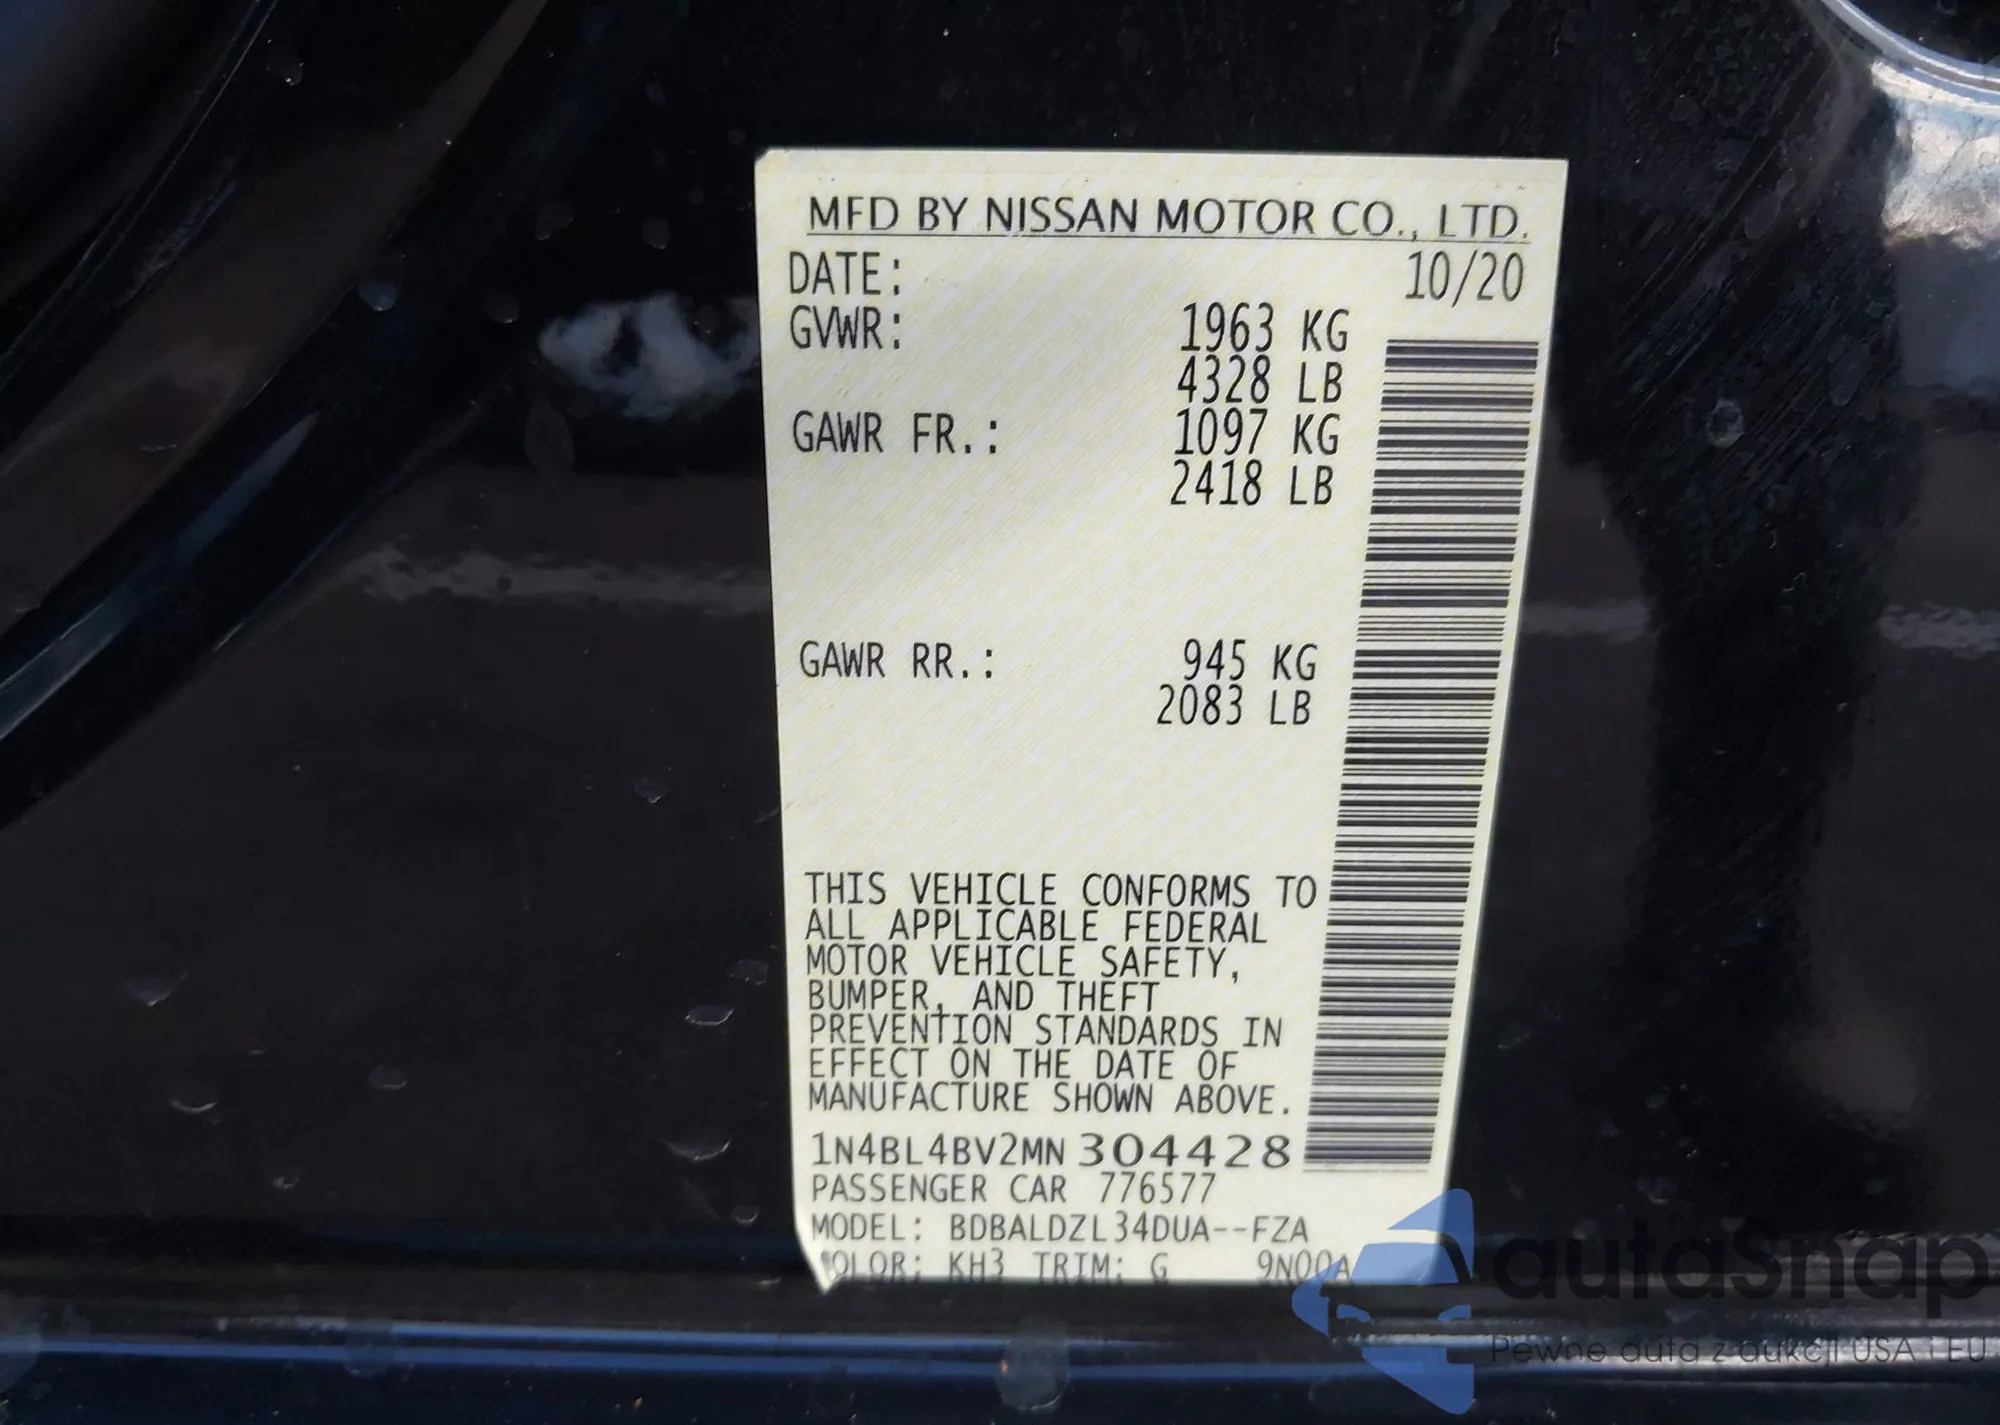 MFD BY NISSAN MOTOR CO., LTD.
DATE: 10/20
GVWR: 1963 KG
4328 LB
GAWR FR.: 1097 KG
2418 LB
GAWR RR.: 945 KG
2083 LB
THIS VEHICLE CONFORMS TO
ALL APPLICABLE FEDERAL
MOTOR VEHICLE SAFETY,
BUMPER, AND THEFT
PREVENTION STANDARDS IN
EFFECT ON THE DATE OF
MANUFACTURE SHOWN ABOVE.
1N4BL4BV2MN304428
PASSENGER CAR 776577
MODEL: BDBALDZL34DUA--FZA
OLOR: KH3 TRIM: G 9N00A
autoSnap
Pewne auta z aukcji USA i EU